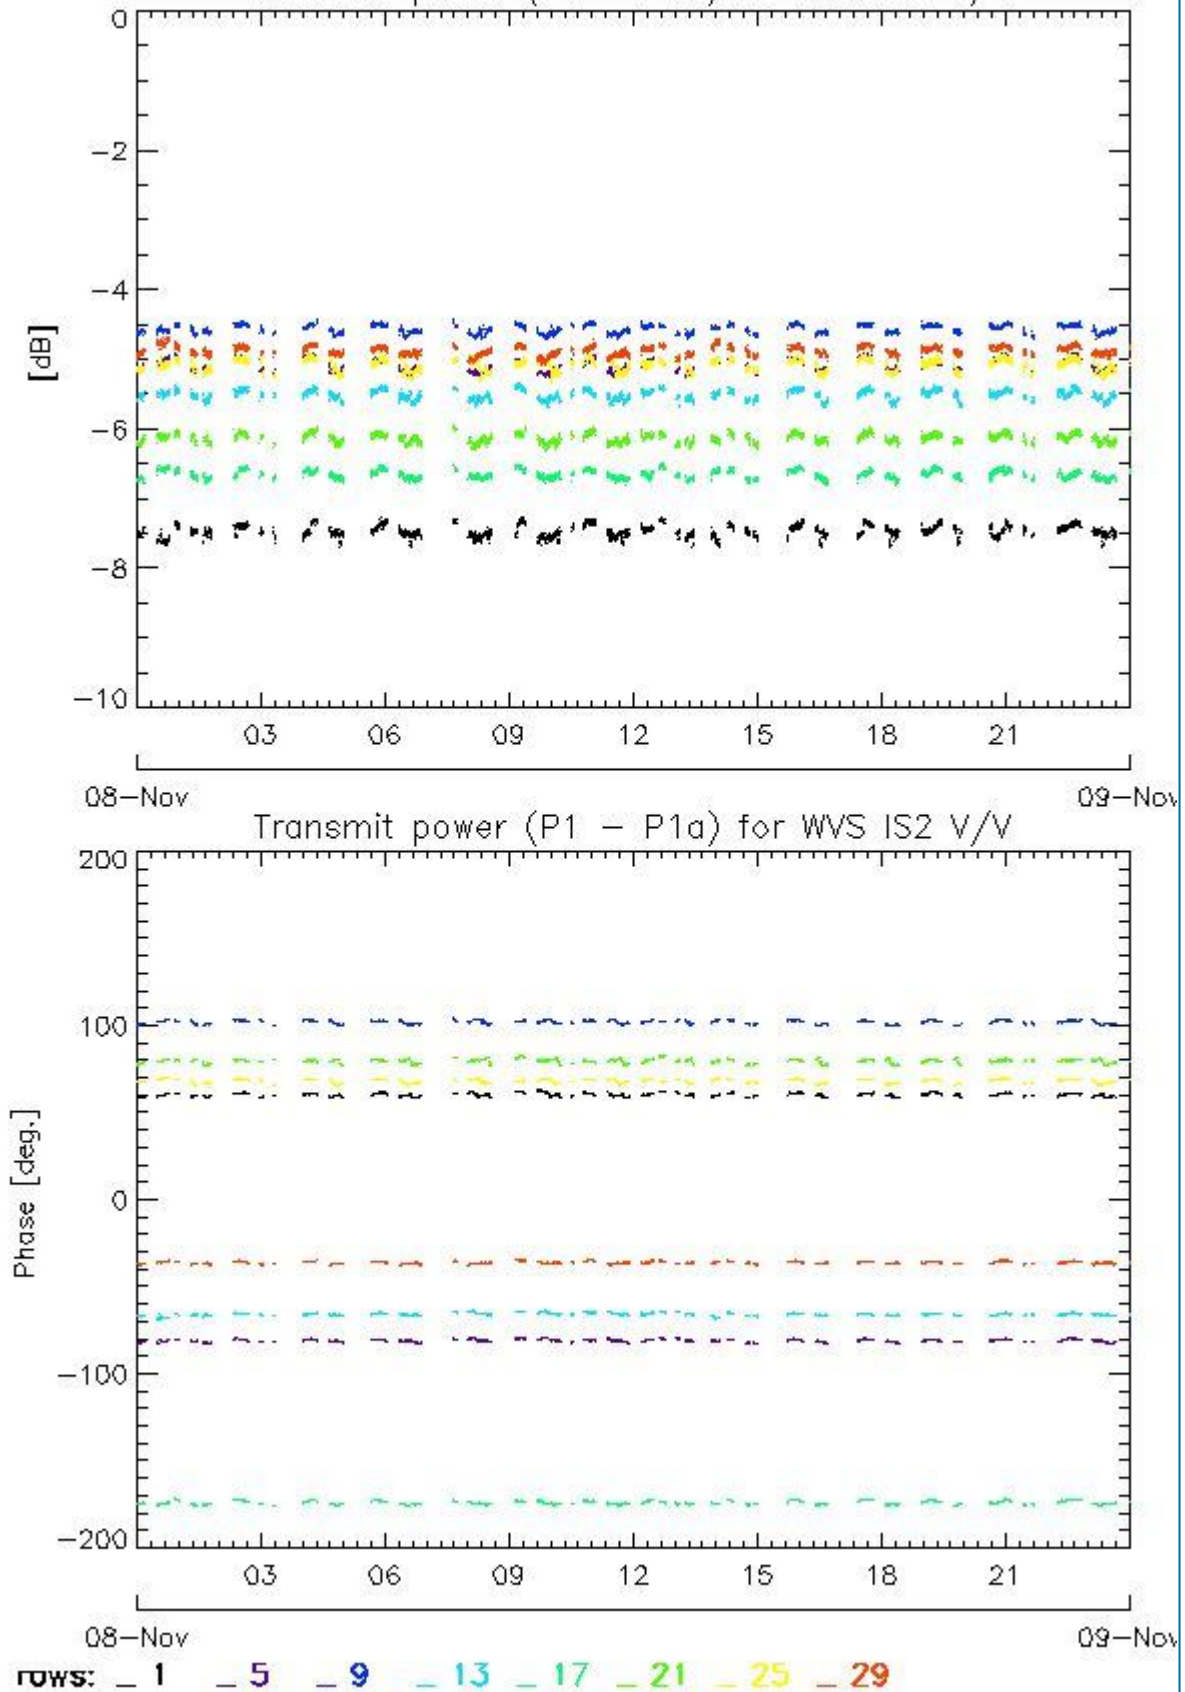 0
−2
−4
[dB]
−6
−8
−10
03 06 09 12 15 18 21
08−Nov 09−Nov
Transmit power (P1 − P1a) for WVS IS2 V/V
200
100
Phase [deg.]
0
−100
−200
03 06 09 12 15 18 21
08−Nov 09−Nov
rows: _ 1 _ 5 _ 9 _ 13 _ 17 _ 21 _ 25 _ 29